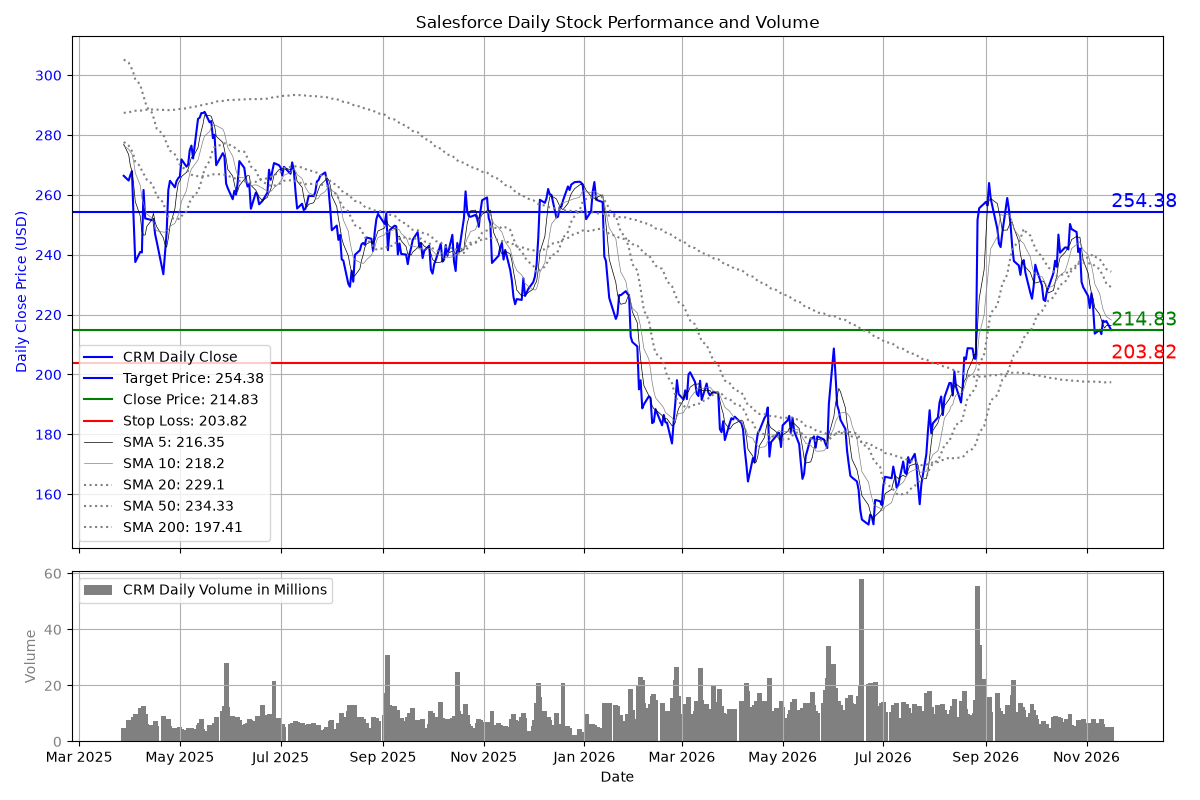 Salesforce Daily Stock Performance and Volume
300
280
260
240
220
200
180
160
Daily Close Price (USD)
254.38
214.83
203.82
CRM Daily Close
Target Price: 254.38
Close Price: 214.83
Stop Loss: 203.82
SMA 5: 216.35
SMA 10: 218.2
SMA 20: 229.1
SMA 50: 234.33
SMA 200: 197.41
60
40
20
0
Volume
CRM Daily Volume in Millions
Mar 2025 May 2025 Jul 2025 Sep 2025 Nov 2025 Jan 2026 Mar 2026 May 2026 Jul 2026 Sep 2026 Nov 2026
Date